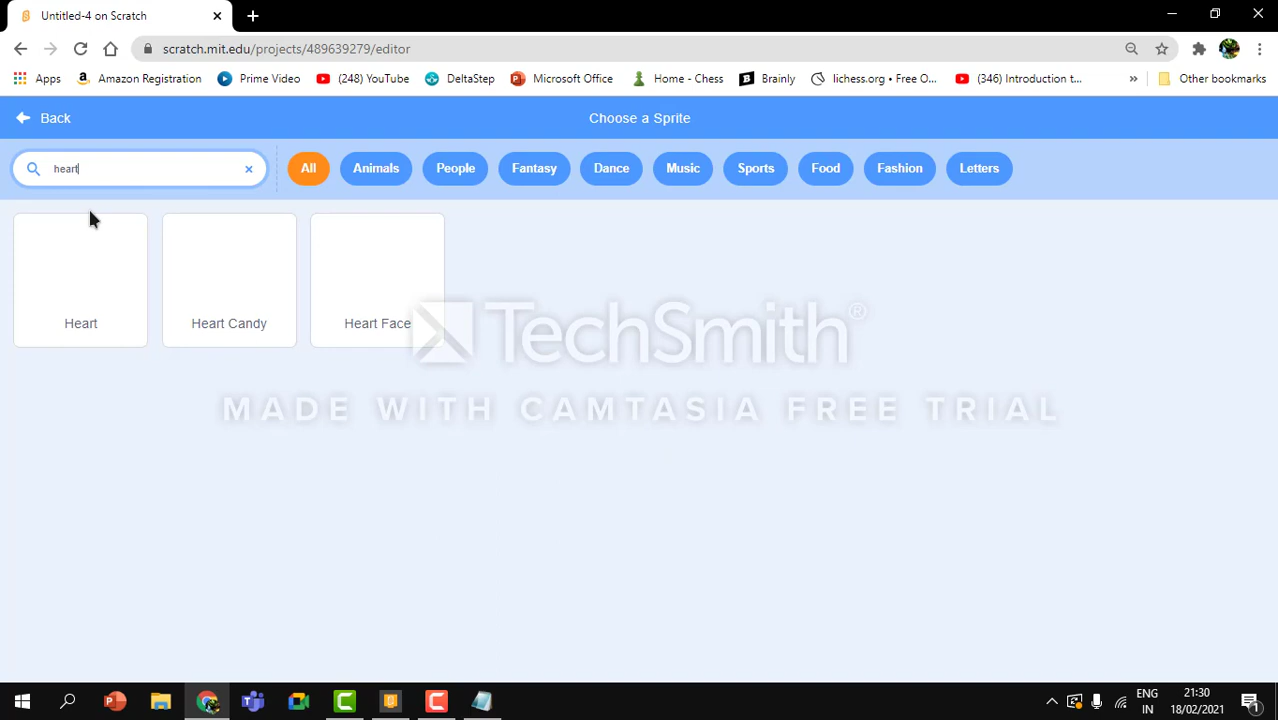 Untitled-4 on Scratch
scratch.mit.edu/projects/489639279/editor
Apps Amazon Registration Prime Video (248) YouTube DeltaStep Microsoft Office Home - Chess Brainly lichess.org • Free O... (346) Introduction t... » Other bookmarks
Back Choose a Sprite
heart All Animals People Fantasy Dance Music Sports Food Fashion Letters
Heart Heart Candy Heart Face
TechSmith®
MADE WITH CAMTASIA FREE TRIAL
ENG 21:30
IN 18/02/2021 1